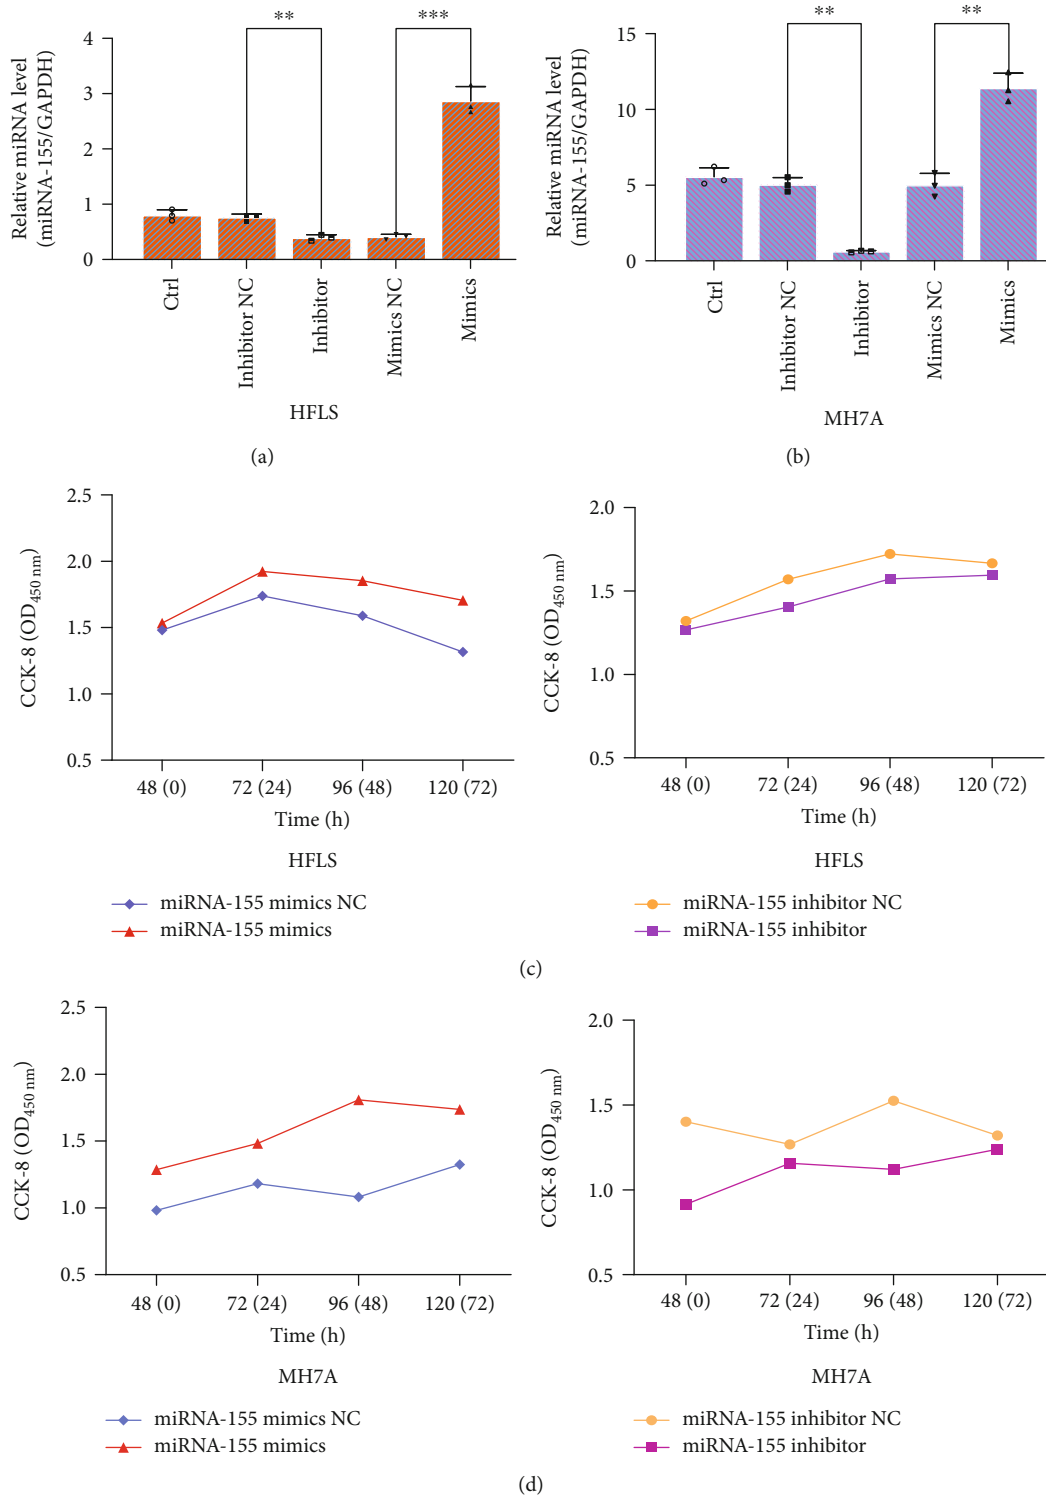 ** ***
4
3
2
1
0
Relative miRNA level
(miRNA-155/GAPDH)
Ctrl
Inhibitor NC
Inhibitor
Mimics NC
Mimics
HFLS
(a)
** **
15
10
5
0
Relative miRNA level
(miRNA-155/GAPDH)
Ctrl
Inhibitor NC
Inhibitor
Mimics NC
Mimics
MH7A
(b)
2.5
2.0
1.5
1.0
0.5
CCK-8 (OD450 nm)
48 (0) 72 (24) 96 (48) 120 (72)
Time (h)
HFLS
miRNA-155 mimics NC
miRNA-155 mimics
2.0
1.5
1.0
0.5
CCK-8 (OD450 nm)
48 (0) 72 (24) 96 (48) 120 (72)
Time (h)
HFLS
miRNA-155 inhibitor NC
miRNA-155 inhibitor
(c)
2.5
2.0
1.5
1.0
0.5
CCK-8 (OD450 nm)
48 (0) 72 (24) 96 (48) 120 (72)
Time (h)
MH7A
miRNA-155 mimics NC
miRNA-155 mimics
2.0
1.5
1.0
0.5
CCK-8 (OD450 nm)
48 (0) 72 (24) 96 (48) 120 (72)
Time (h)
MH7A
miRNA-155 inhibitor NC
miRNA-155 inhibitor
(d)